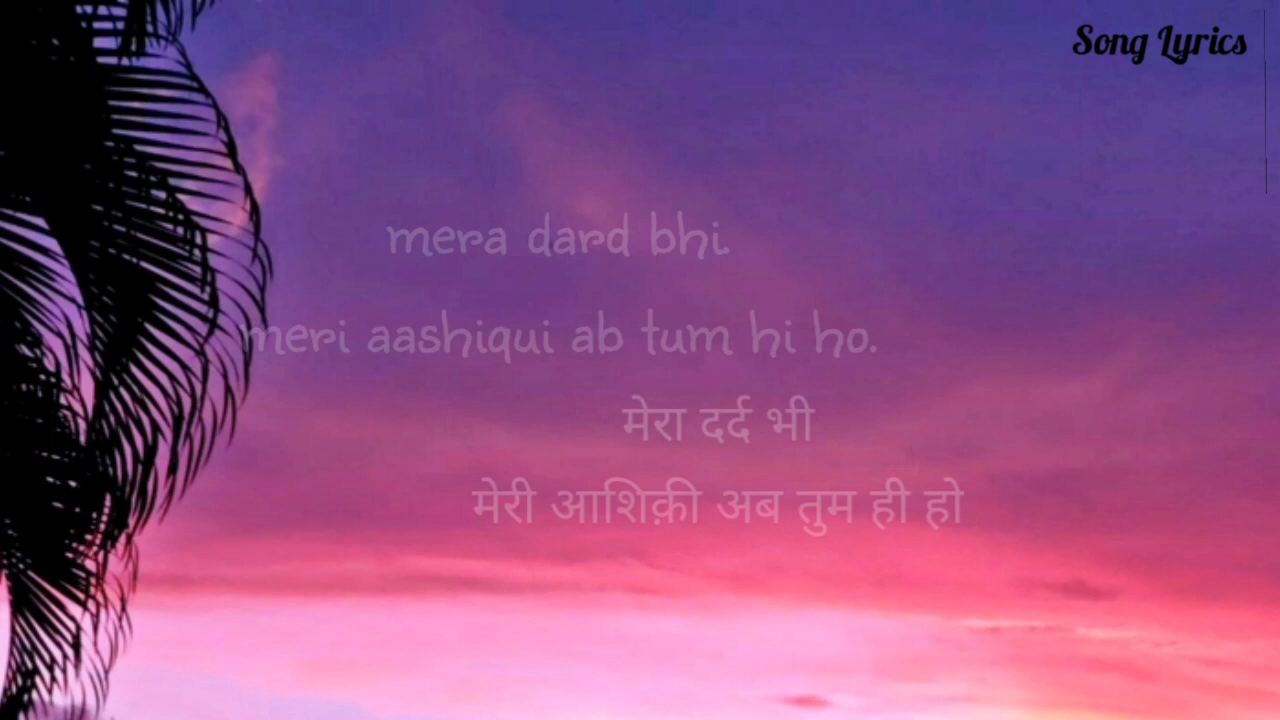 Song Lyrics
mera dard bhi
meri aashiqui ab tum hi ho.
मेरा दर्द भी
मेरी आशिक़ी अब तुम ही हो